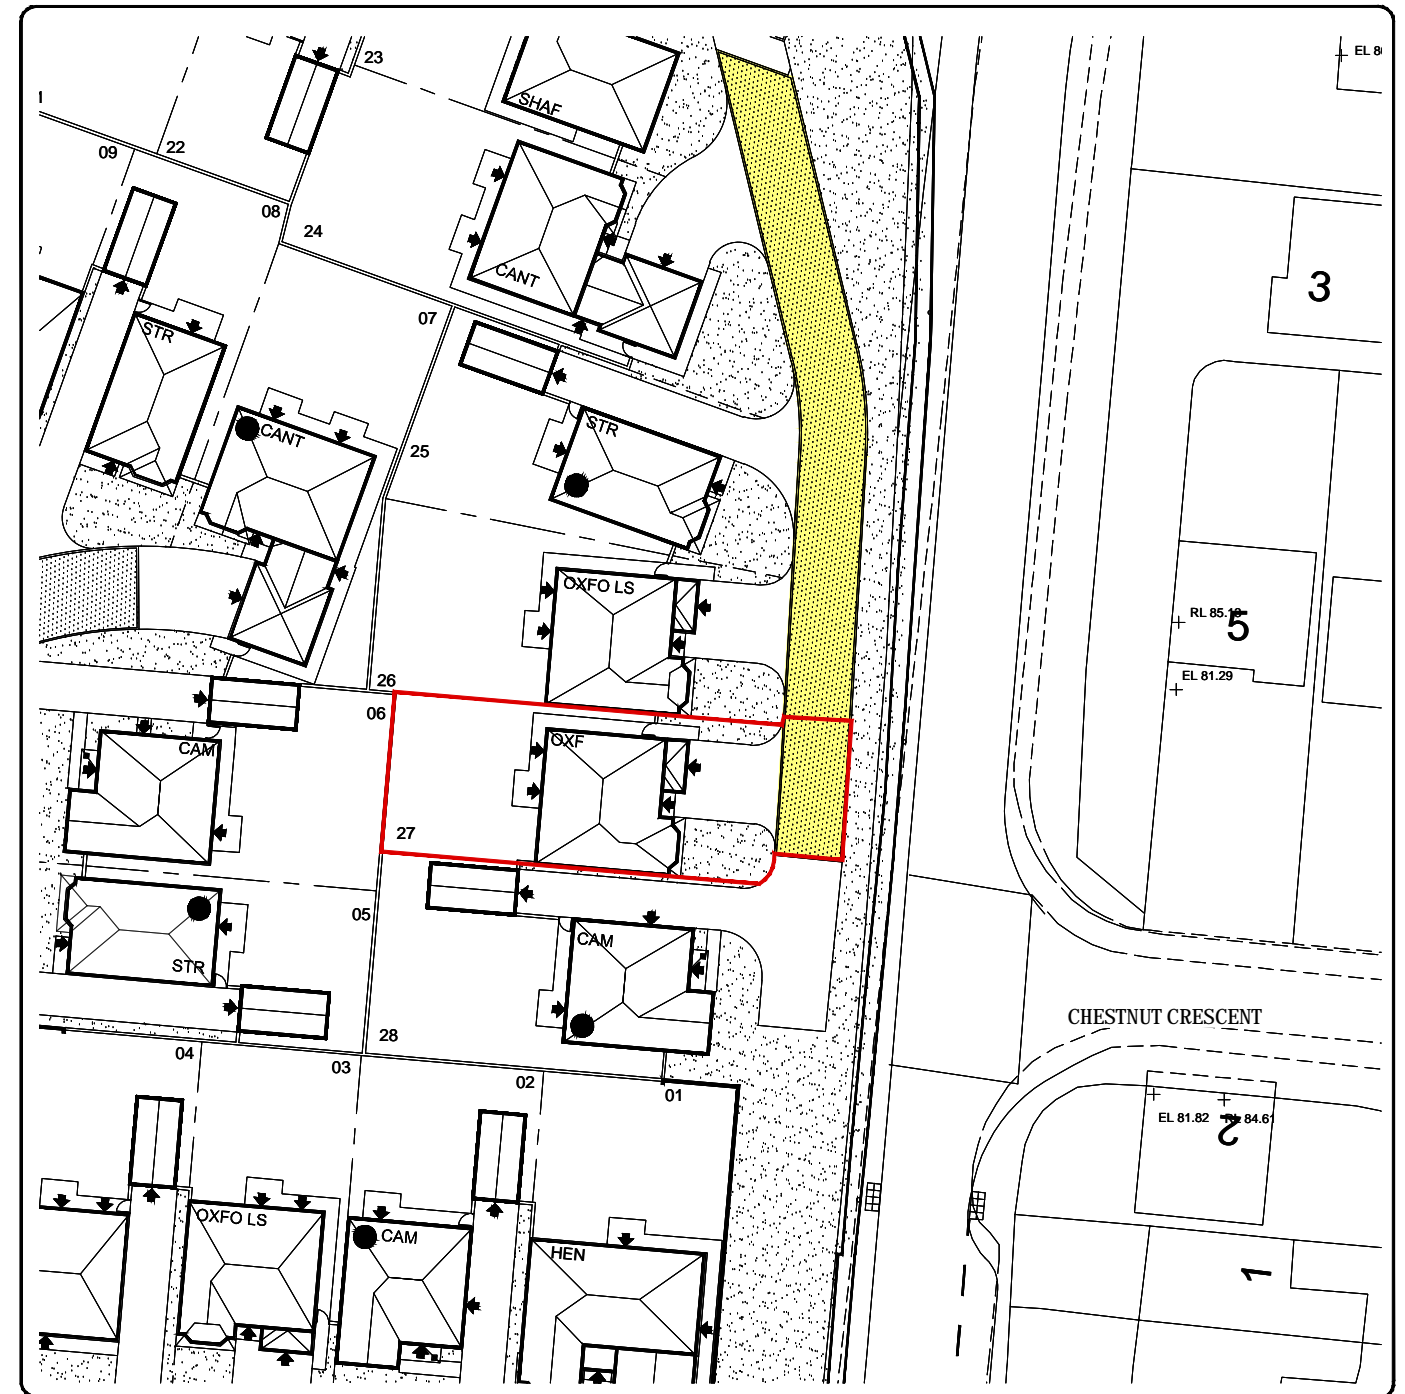 23
EL 8
SHAF
09
22
08
24
CANT
3
07
STR
CANT
STR
25
OXFO LS
RL 85.18
5
EL 81.29
26
06
CAM
OXF
27
05
STR
CAM
CHESTNUT CRESCENT
28
04
03
02
01
EL 81.82
RL 84.61
2
OXFO LS
CAM
HEN
1